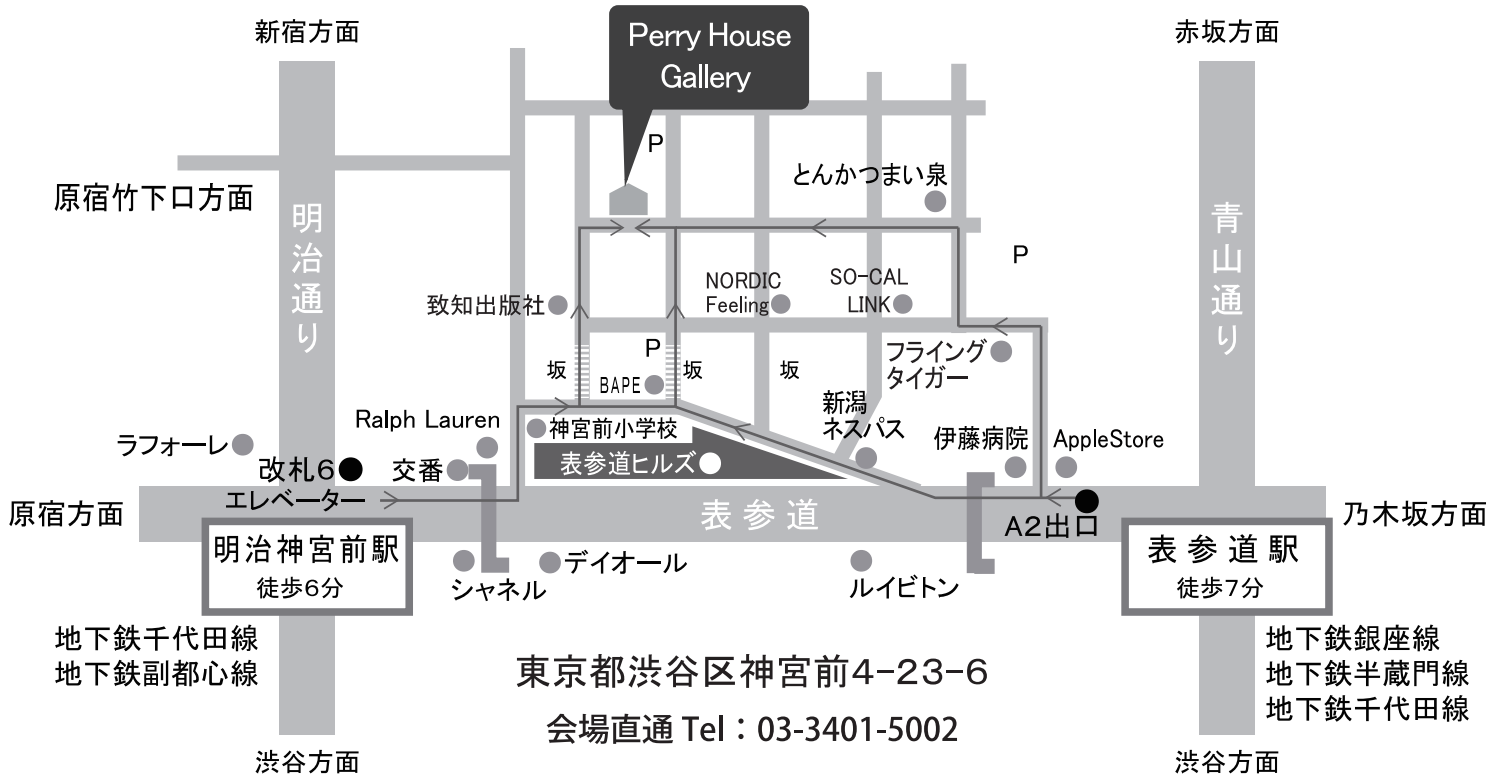 新宿方面
Perry House
Gallery
赤坂方面
P
とんかつまい泉
原宿竹下口方面
明治通り
青山通り
P
NORDIC
Feeling
SO-CAL
LINK
致知出版社
P
坂
坂
坂
BAPE
フライング
タイガー
新潟
ネスパス
Ralph Lauren
神宮前小学校
ラフォーレ
伊藤病院
AppleStore
改札6
エレベーター
交番
表参道ヒルズ
原宿方面
表参道
A2出口
乃木坂方面
明治神宮前駅
徒歩6分
シャネル
デイオール
ルイビトン
表参道駅
徒歩7分
地下鉄千代田線
地下鉄副都心線
地下鉄銀座線
地下鉄半蔵門線
地下鉄千代田線
東京都渋谷区神宮前4-23-6
会場直通 Tel：03-3401-5002
渋谷方面
渋谷方面